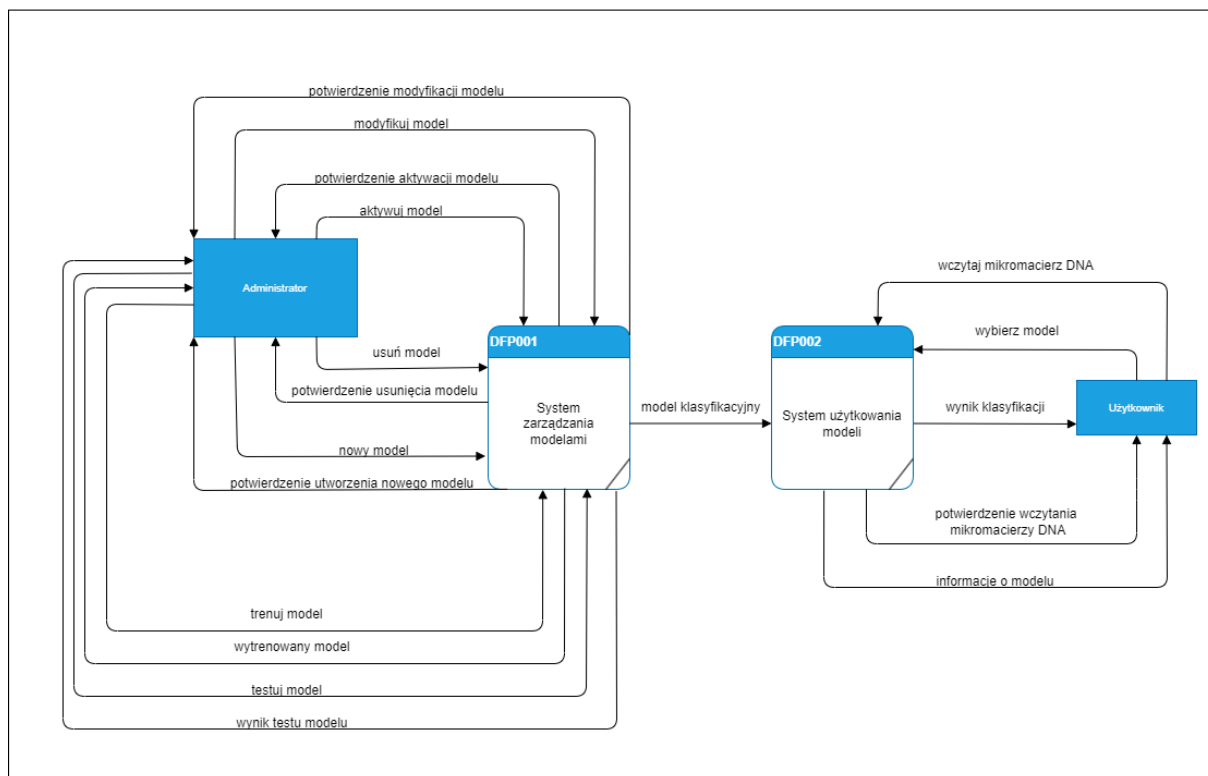 potwierdzenie modyfikacji modelu
modyfikuj model
potwierdzenie aktywacji modelu
aktywuj model
Administrator
usuń model
potwierdzenie usunięcia modelu
nowy model
potwierdzenie utworzenia nowego modelu
DFP001
System
zarządzania
modelami
model klasyfikacyjny
DFP002
System użytkowania
modeli
wczytaj mikromacierz DNA
wybierz model
wynik klasyfikacji
Użytkownik
potwierdzenie wczytania
mikromacierzy DNA
informacje o modelu
trenuj model
wytrenowany model
testuj model
wynik testu modelu